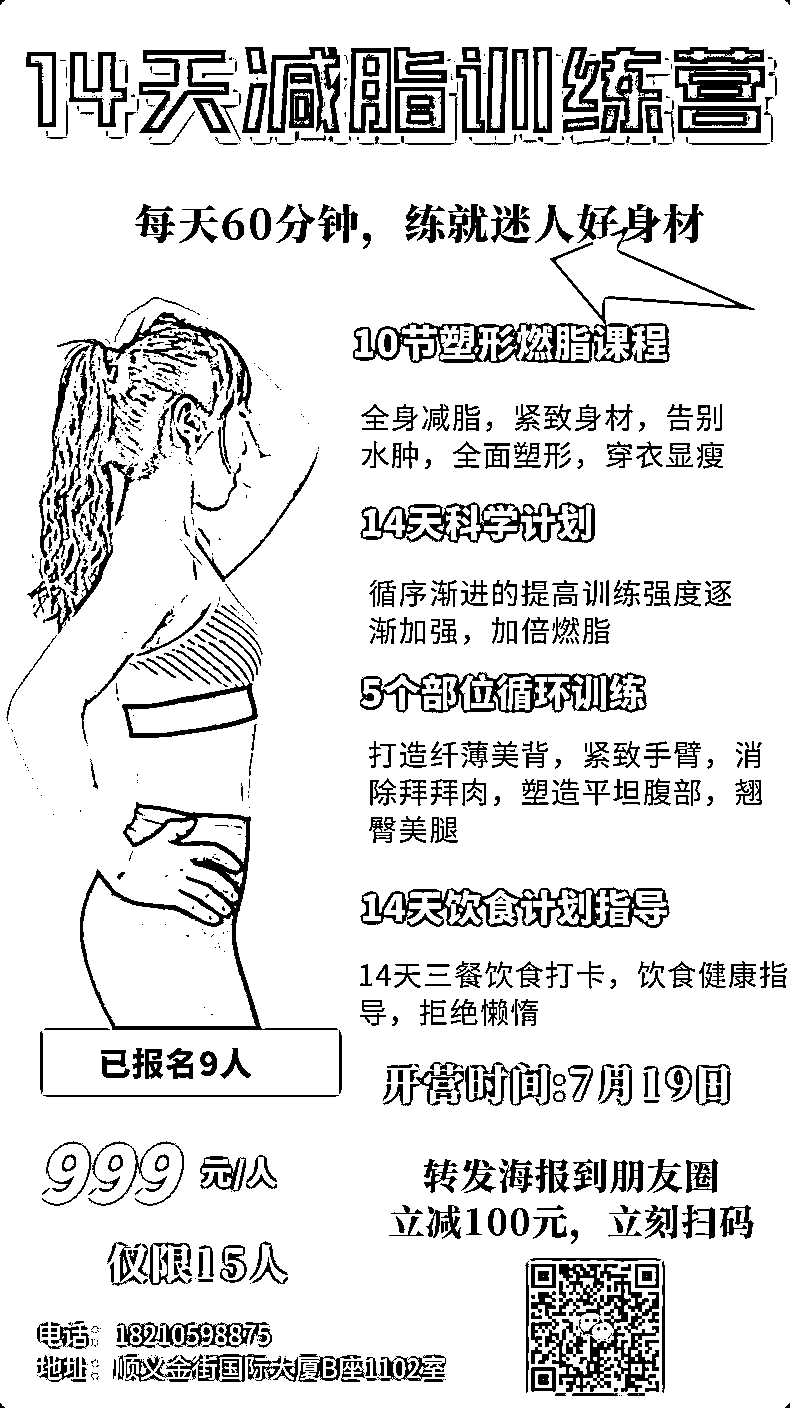 14天减脂训练营
每天60分钟，练就迷人好身材
10节塑形燃脂课程
全身减脂，紧致身材，告别
水肿，全面塑形，穿衣显瘦
14天科学计划
循序渐进的提高训练强度逐
渐加强，加倍燃脂
5个部位循环训练
打造纤薄美背，紧致手臂，消
除拜拜肉，塑造平坦腹部，翘
臀美腿
14天饮食计划指导
14天三餐饮食打卡，饮食健康指
导，拒绝懒惰
已报名9人
开营时间:7月19日
999元/人
转发海报到朋友圈
立减100元，立刻扫码
仅限15人
电话：18210598875
地址：顺义金街国际大厦B座1102室